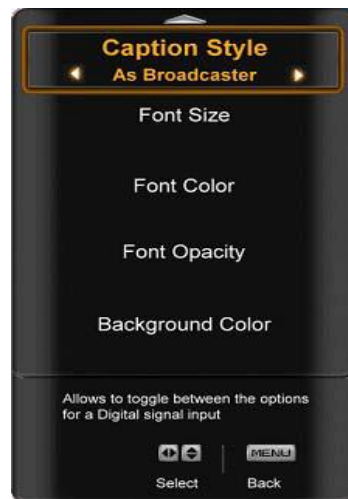 Caption Style
As Broadcaster
Font Size
Font Color
Font Opacity
Background Color
Allows to toggle between the options
for a Digital signal input
MENU
Select Back